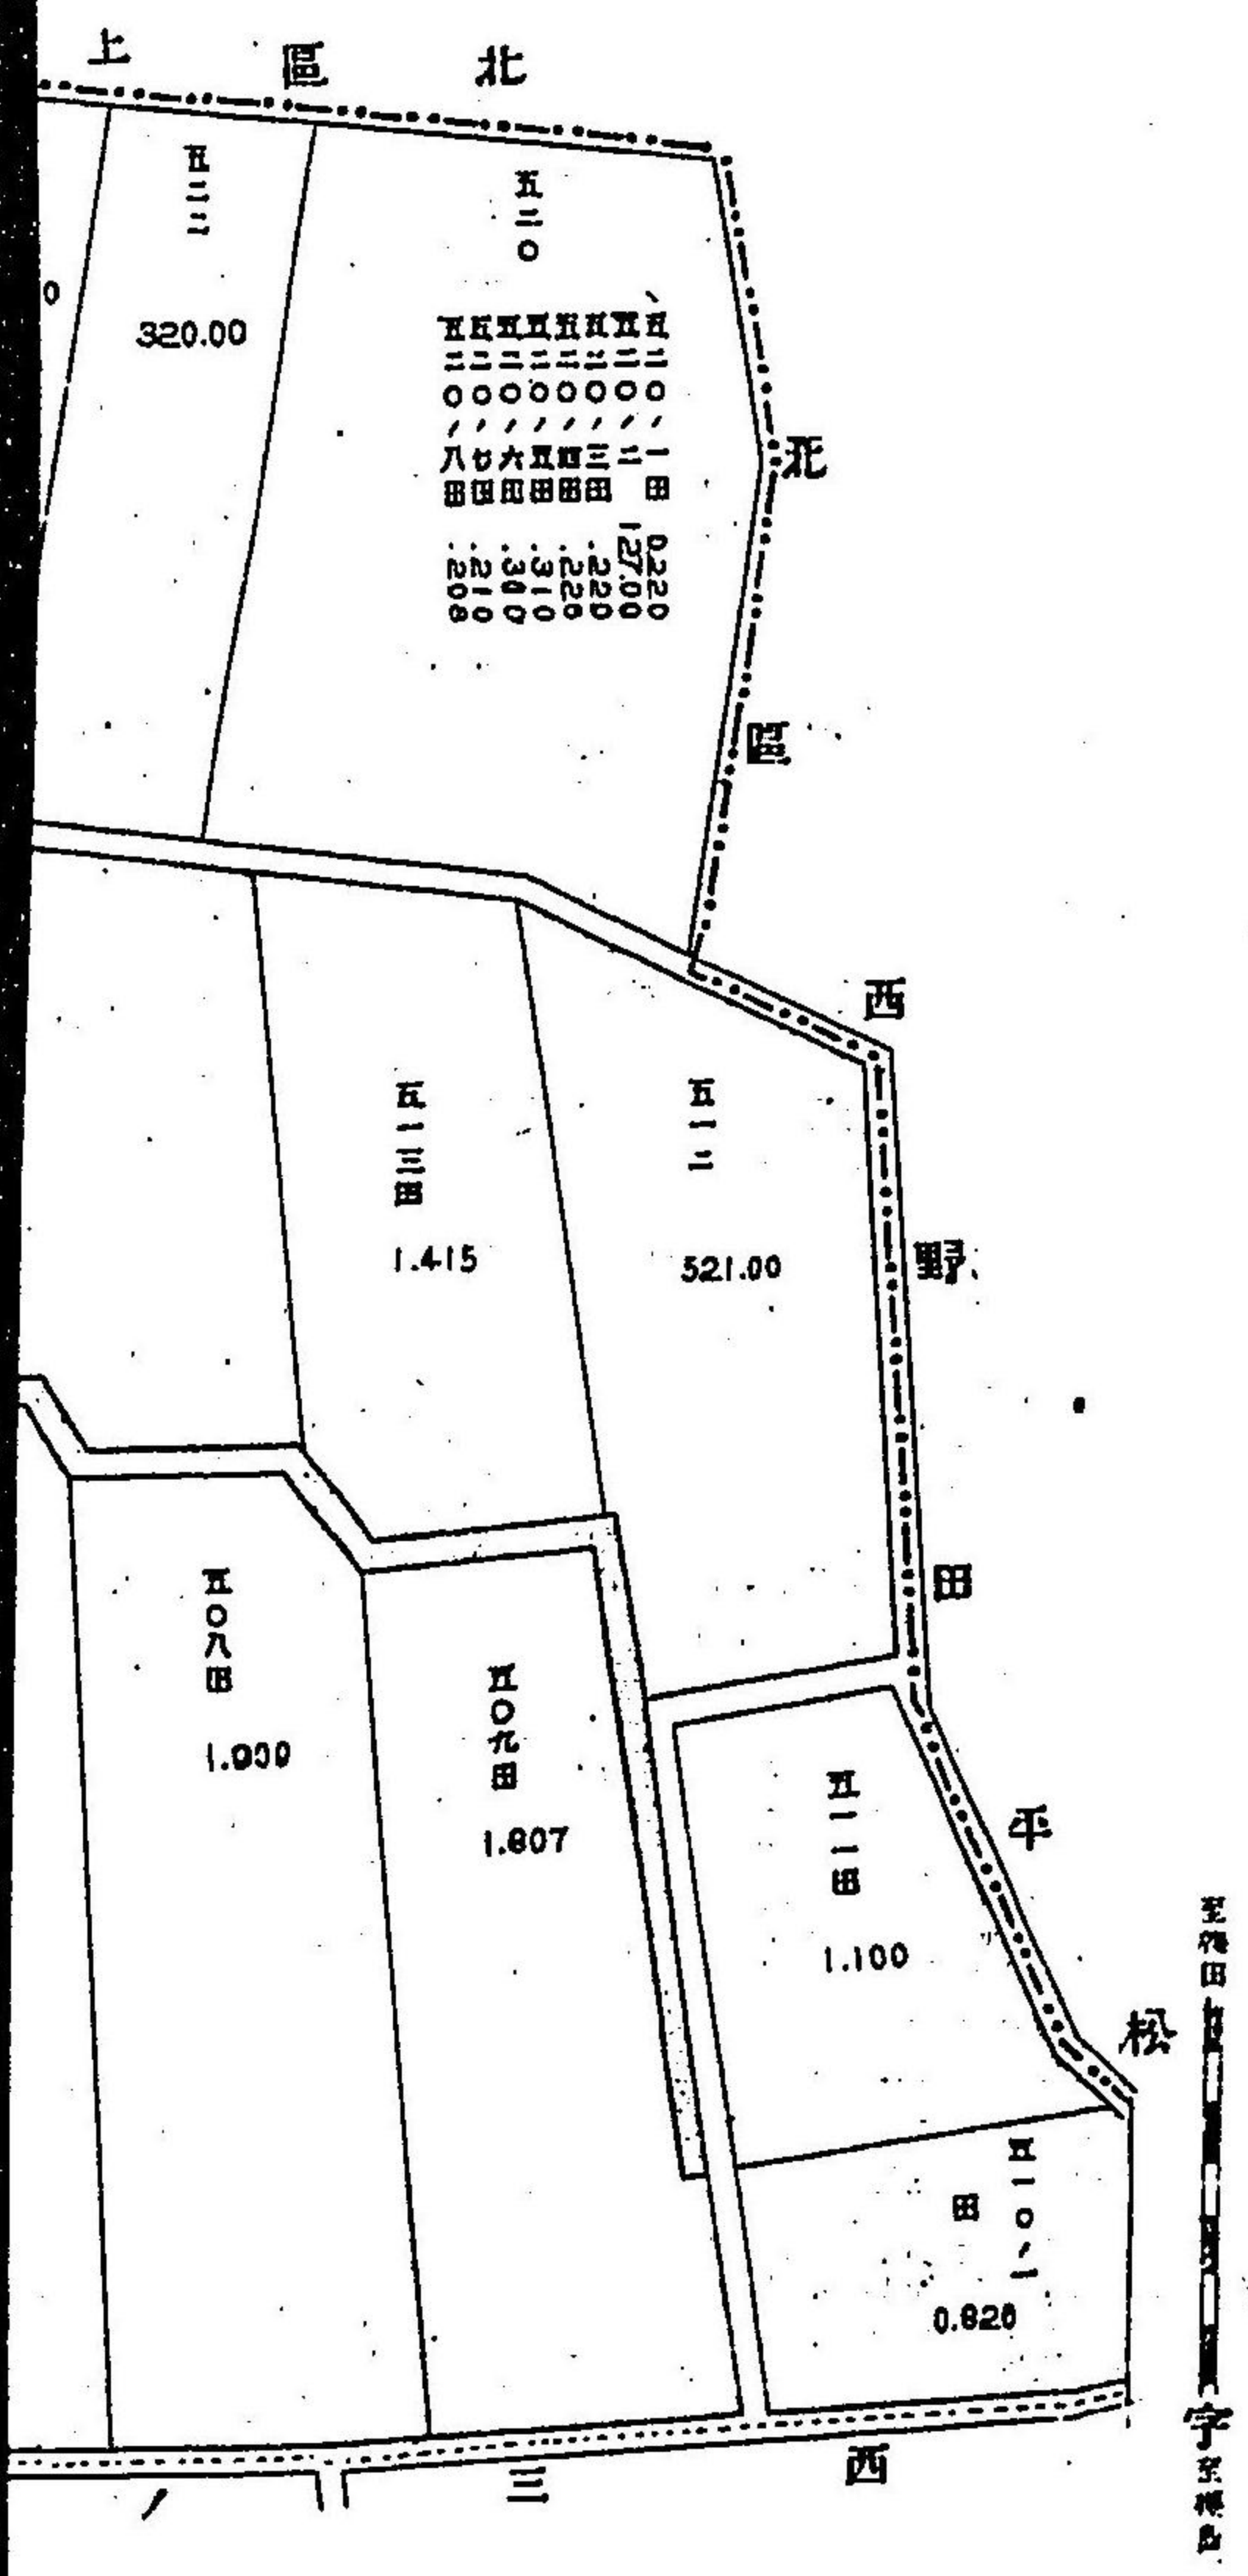 上 區 北
五二二
320.00
0
五二〇
五二〇ノ一田 0.220
五二〇ノ二 127.00
五二〇ノ三田 .220
五二〇ノ四田 .220
五二〇ノ五田 .310
五二〇ノ六田
五二〇ノ七田 .210
五二〇ノ八田 .208
北
區
西
野
田
平
松
五一三田
1.415
五一二
521.00
五〇八田
五〇九田
1.807
五一一田
1.100
五一〇ノ一
田
字
西
三
ノ